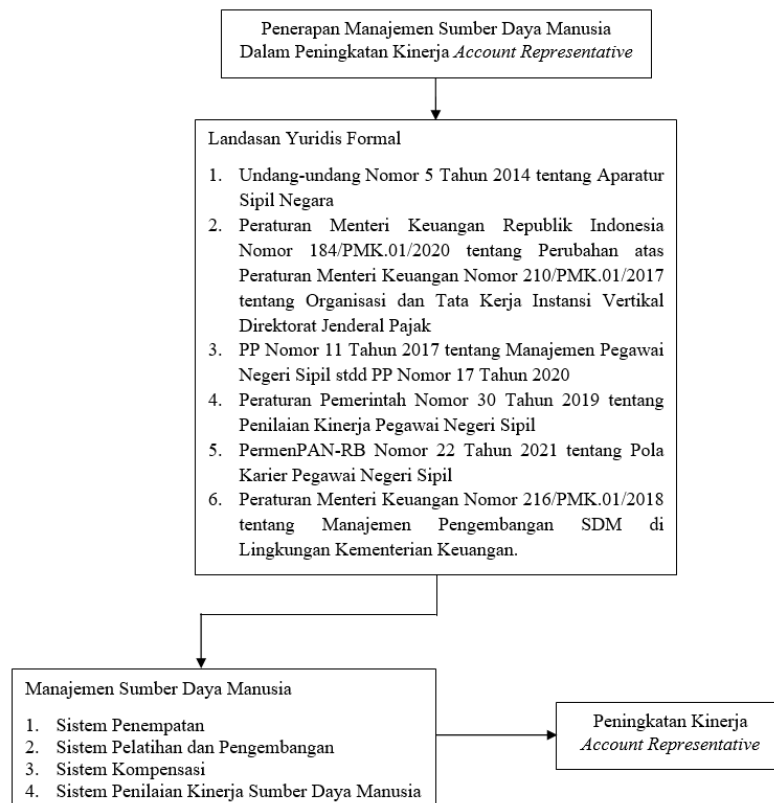 Penerapan Manajemen Sumber Daya Manusia
Dalam Peningkatan Kinerja Account Representative
Landasan Yuridis Formal
1. Undang-undang Nomor 5 Tahun 2014 tentang Aparatur
Sipil Negara
2. Peraturan Menteri Keuangan Republik Indonesia
Nomor 184/PMK.01/2020 tentang Perubahan atas
Peraturan Menteri Keuangan Nomor 210/PMK.01/2017
tentang Organisasi dan Tata Kerja Instansi Vertikal
Direktorat Jenderal Pajak
3. PP Nomor 11 Tahun 2017 tentang Manajemen Pegawai
Negeri Sipil stdd PP Nomor 17 Tahun 2020
4. Peraturan Pemerintah Nomor 30 Tahun 2019 tentang
Penilaian Kinerja Pegawai Negeri Sipil
5. PermenPAN-RB Nomor 22 Tahun 2021 tentang Pola
Karier Pegawai Negeri Sipil
6. Peraturan Menteri Keuangan Nomor 216/PMK.01/2018
tentang Manajemen Pengembangan SDM di
Lingkungan Kementerian Keuangan.
Manajemen Sumber Daya Manusia
1. Sistem Penempatan
2. Sistem Pelatihan dan Pengembangan
3. Sistem Kompensasi
4. Sistem Penilaian Kinerja Sumber Daya Manusia
Peningkatan Kinerja
Account Representative